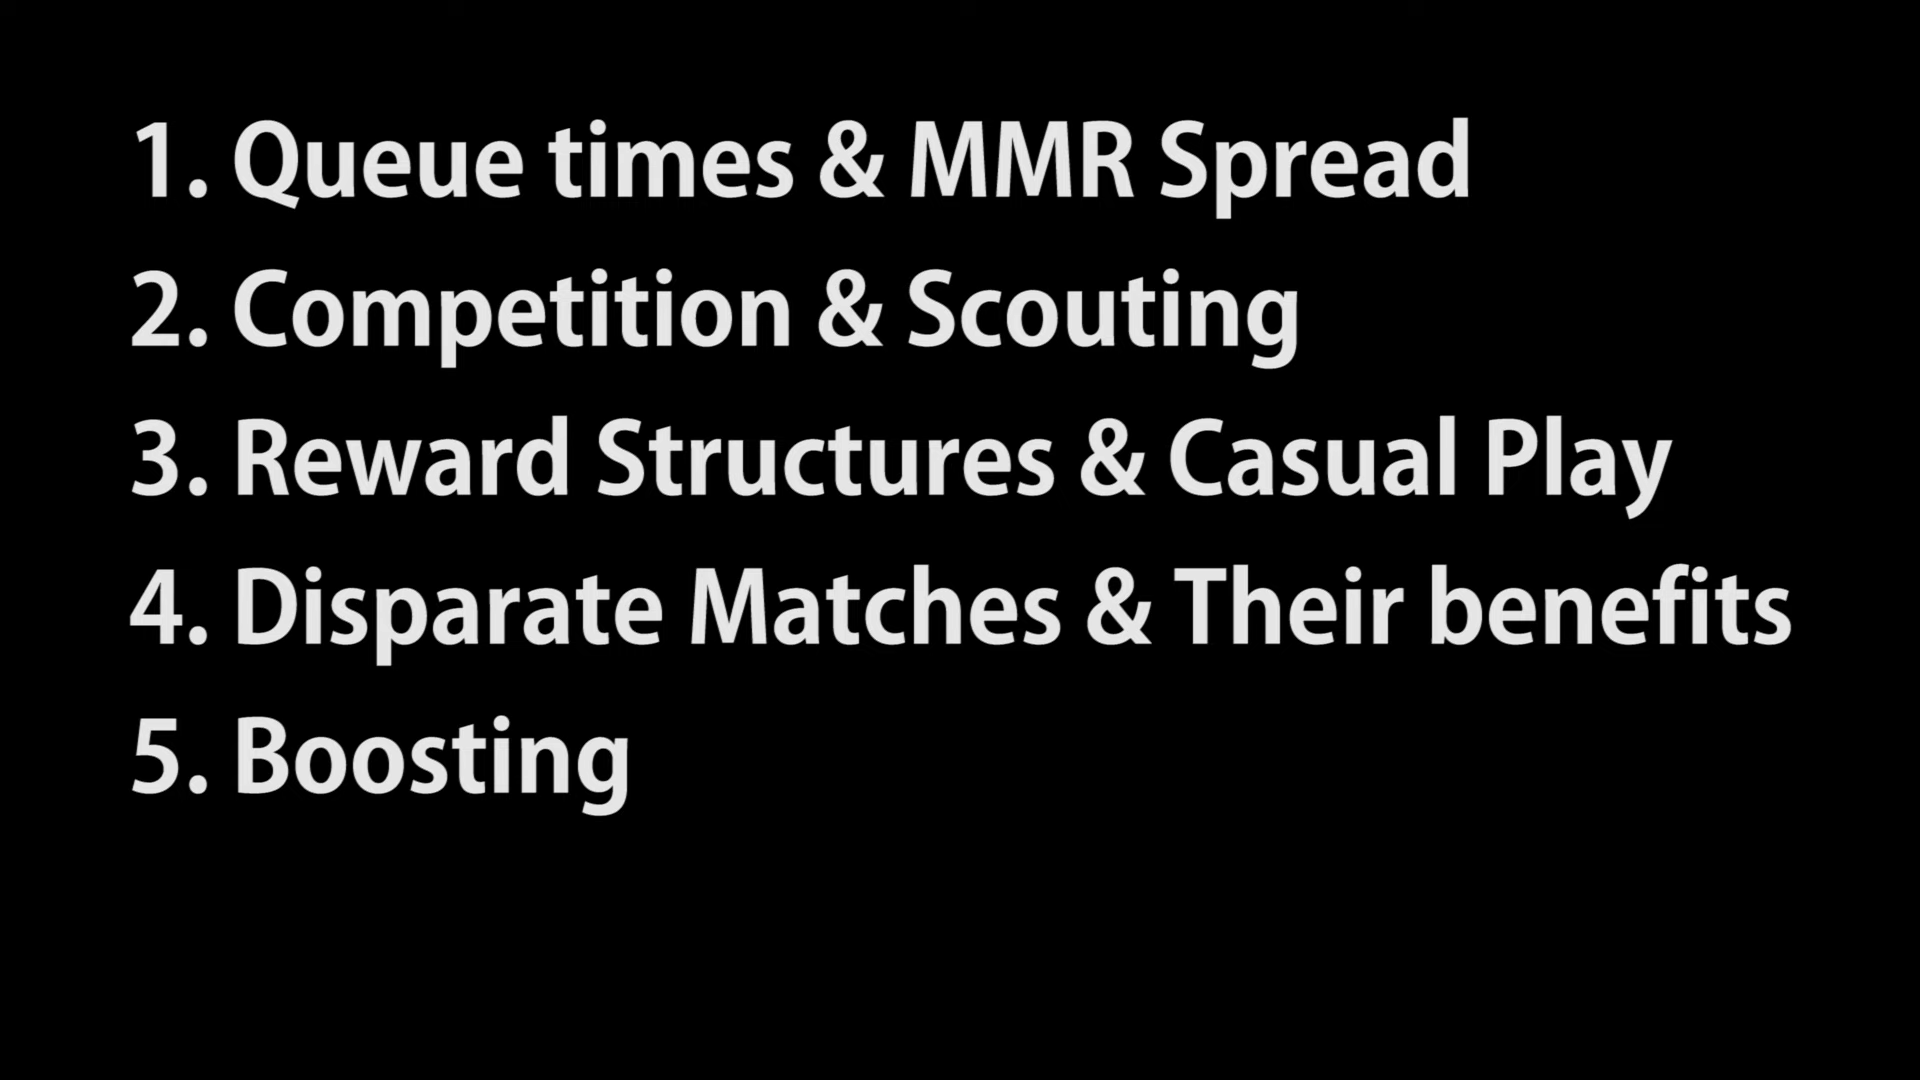 1. Queue times & MMR Spread
2. Competition & Scouting
3. Reward Structures & Casual Play
4. Disparate Matches & Their benefits
5. Boosting